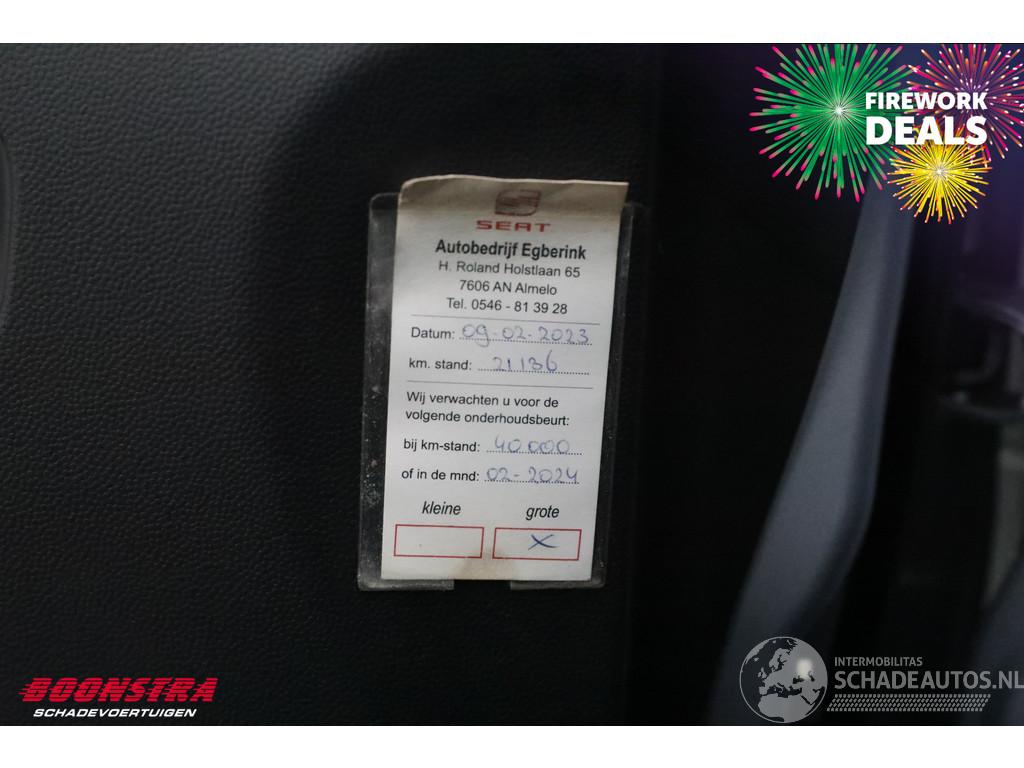 FIREWORK
DEALS
SEAT
Autobedrijf Egberink
H. Roland Holstlaan 65
7606 AN Almelo
Tel. 0546 - 81 39 28
Datum: 09-02-2023
km. stand: 21136
Wij verwachten u voor de
volgende onderhoudsbeurt:
bij km-stand: 40000
of in de mnd: 02-2024
kleine grote
X
BOONSTRA
SCHADEVOERTUIGEN
INTERMOBILITAS
SCHADEAUTOS.NL